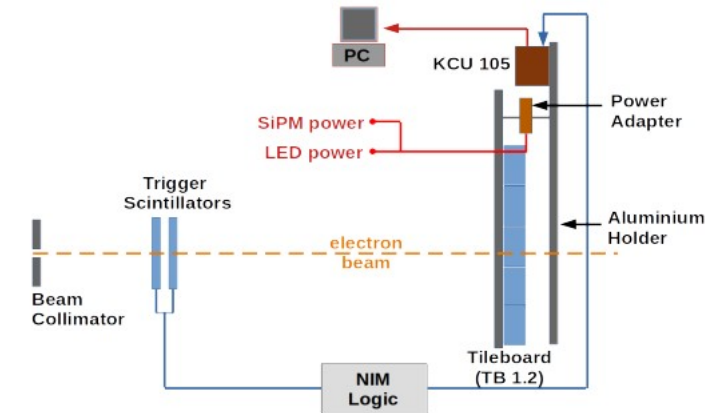 PC
KCU 105
Power
Adapter
SiPM power
LED power
Trigger
Scintillators
Aluminium
Holder
electron
beam
Beam
Collimator
Tileboard
(TB 1.2)
NIM
Logic